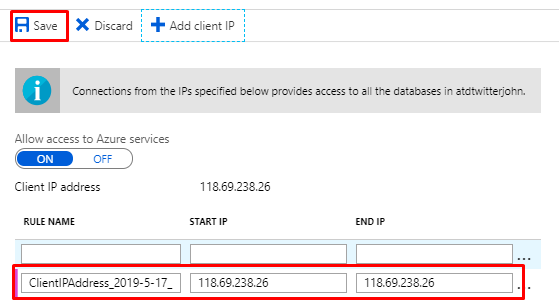 Save Discard Add client IP
Connections from the IPs specified below provides access to all the databases in atdtwitterjohn.
Allow access to Azure services
ON OFF
Client IP address 118.69.238.26
RULE NAME START IP END IP
...
ClientIPAddress_2019-5-17_ 118.69.238.26 118.69.238.26 ...